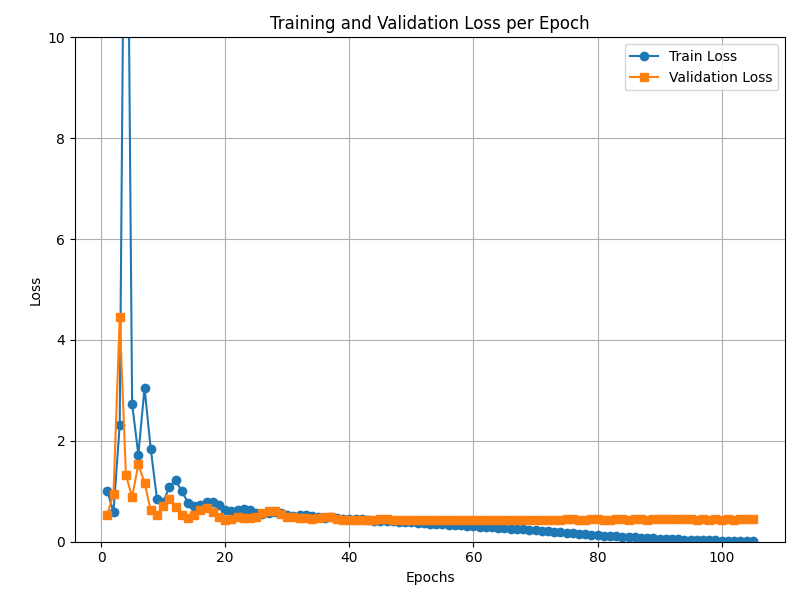 Training and Validation Loss per Epoch
Train Loss
Validation Loss
10
8
6
4
2
0
Loss
0 20 40 60 80 100
Epochs